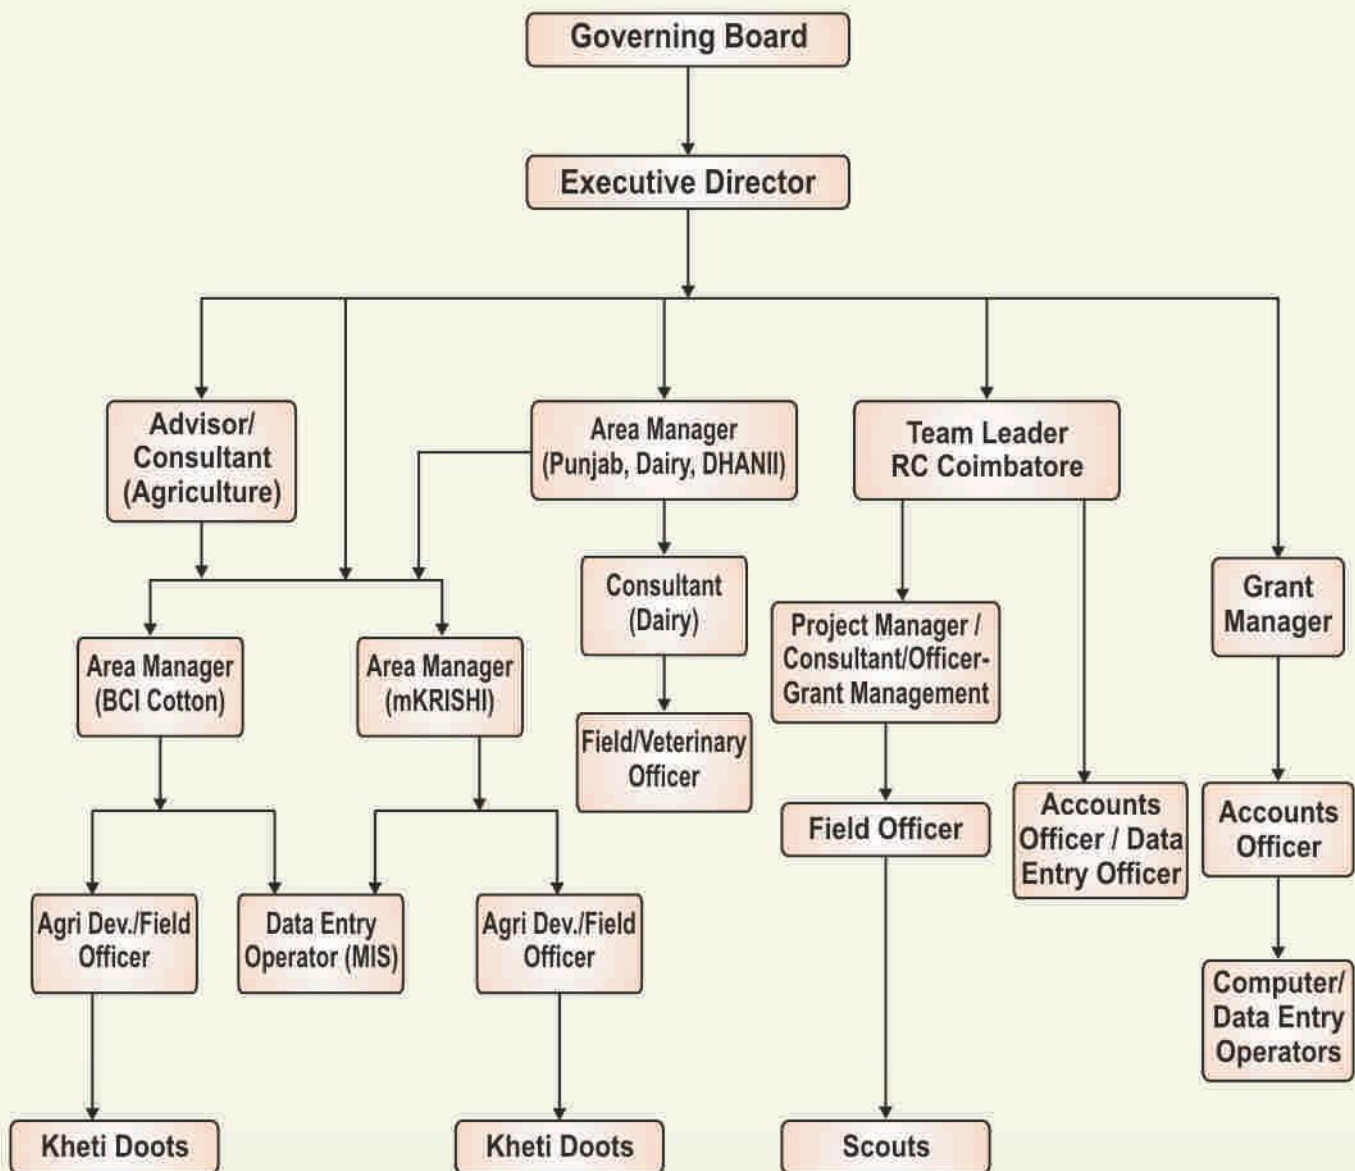 Governing Board
Executive Director
Advisor/
Consultant
(Agriculture)
Area Manager
(Punjab, Dairy, DHANII)
Team Leader
RC Coimbatore
Consultant
(Dairy)
Grant
Manager
Project Manager /
Consultant/Officer-
Grant Management
Area Manager
(BCI Cotton)
Area Manager
(mKRISHI)
Field/Veterinary
Officer
Field Officer
Accounts
Officer / Data
Entry Officer
Accounts
Officer
Agri Dev./Field
Officer
Data Entry
Operator (MIS)
Agri Dev./Field
Officer
Computer/
Data Entry
Operators
Kheti Doots
Kheti Doots
Scouts